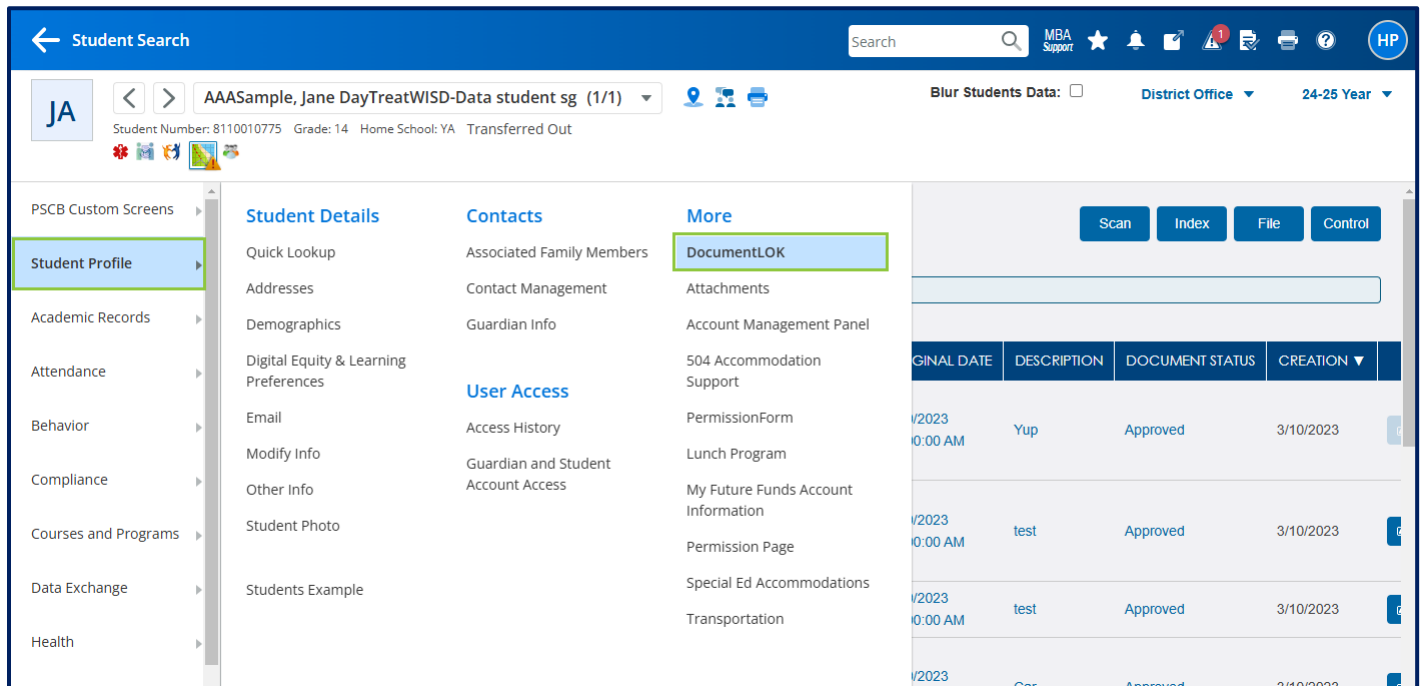 Student Search
Search
MBA
Support
1
HP
JA
AAASample, Jane DayTreatWISD-Data student sg (1/1)
Blur Students Data:
District Office
24-25 Year
Student Number: 8110010775 Grade: 14 Home School: YA Transferred Out
PSCB Custom Screens
Student Profile
Academic Records
Attendance
Behavior
Compliance
Courses and Programs
Data Exchange
Health
Student Details
Quick Lookup
Addresses
Demographics
Digital Equity & Learning
Preferences
Email
Modify Info
Other Info
Student Photo
Students Example
Contacts
Associated Family Members
Contact Management
Guardian Info
User Access
Access History
Guardian and Student
Account Access
More
DocumentLOK
Attachments
Account Management Panel
504 Accommodation
Support
PermissionForm
Lunch Program
My Future Funds Account
Information
Permission Page
Special Ed Accommodations
Transportation
Scan Index File Control
GINAL DATE DESCRIPTION DOCUMENT STATUS CREATION ▼
/2023
0:00 AM
Yup Approved 3/10/2023
/2023
0:00 AM
test Approved 3/10/2023
/2023
0:00 AM
test Approved 3/10/2023
/2023